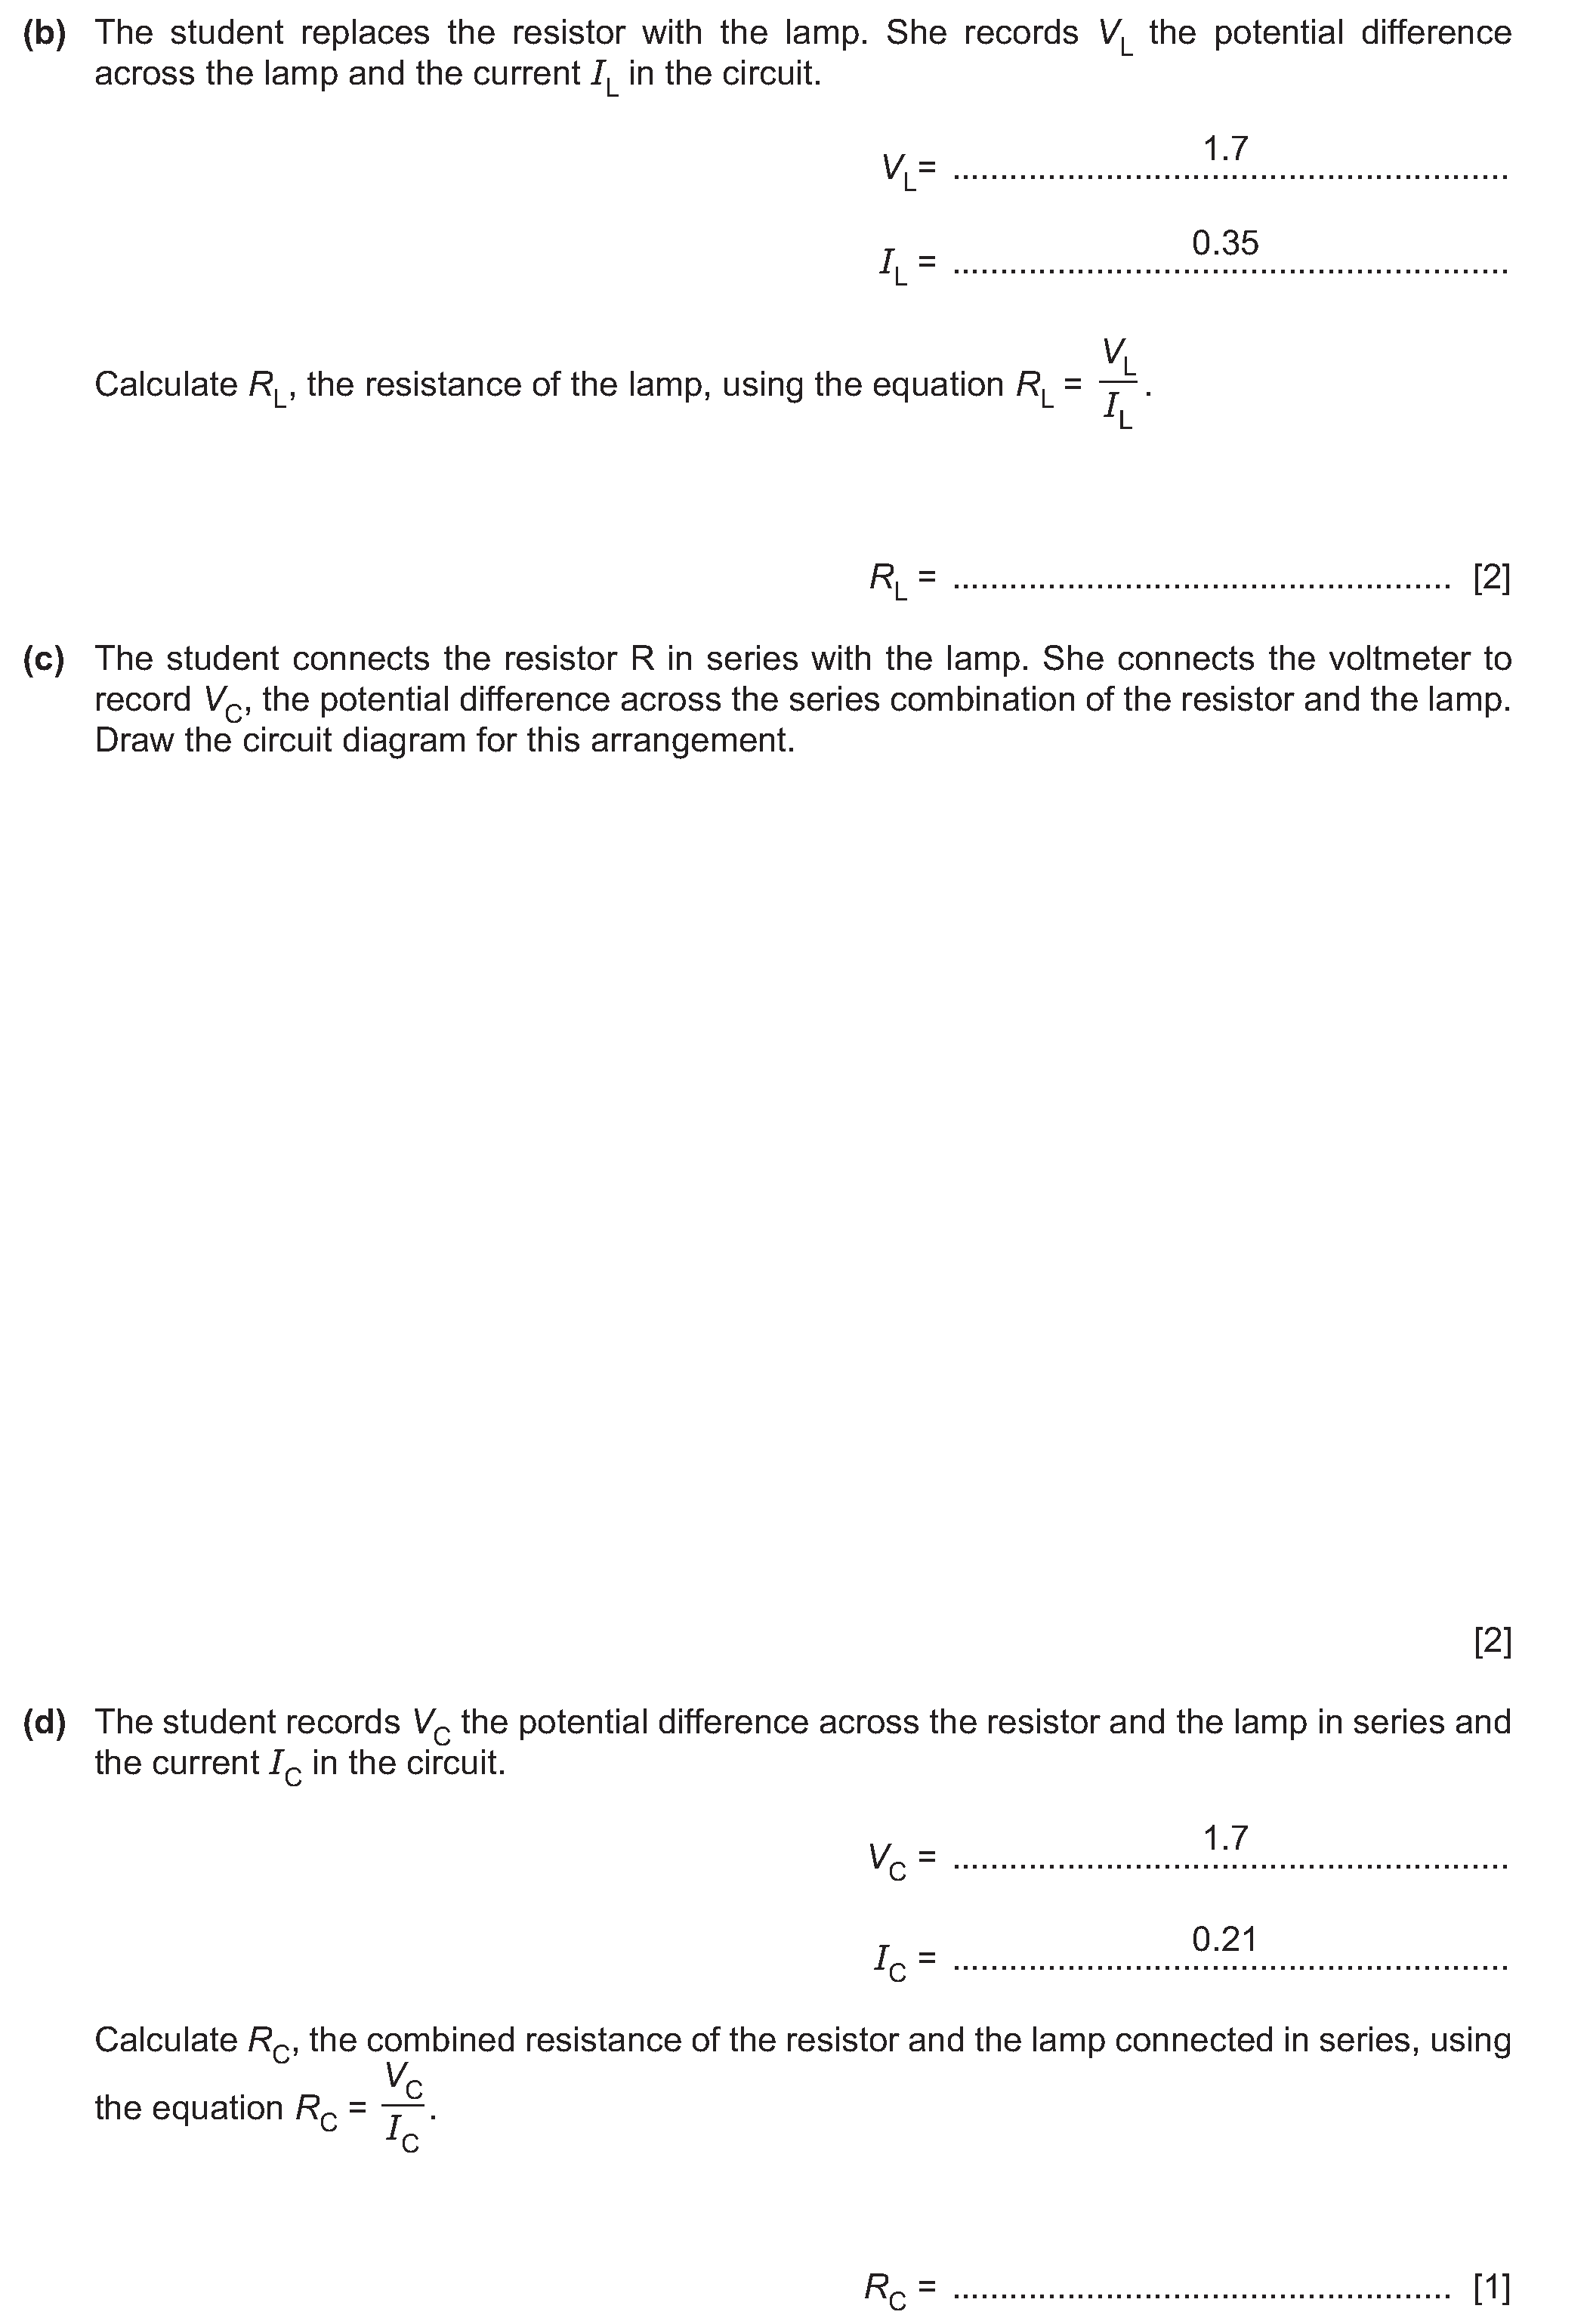 (b) The student replaces the resistor with the lamp. She records V_L the potential difference
across the lamp and the current I_L in the circuit.
V_L= 1.7
I_L = 0.35
Calculate R_L, the resistance of the lamp, using the equation R_L = V_L / I_L.
R_L = ........................................................ [2]
(c) The student connects the resistor R in series with the lamp. She connects the voltmeter to
record V_C, the potential difference across the series combination of the resistor and the lamp.
Draw the circuit diagram for this arrangement.
[2]
(d) The student records V_C the potential difference across the resistor and the lamp in series and
the current I_C in the circuit.
V_C = 1.7
I_C = 0.21
Calculate R_C, the combined resistance of the resistor and the lamp connected in series, using
the equation R_C = V_C / I_C.
R_C = ........................................................ [1]